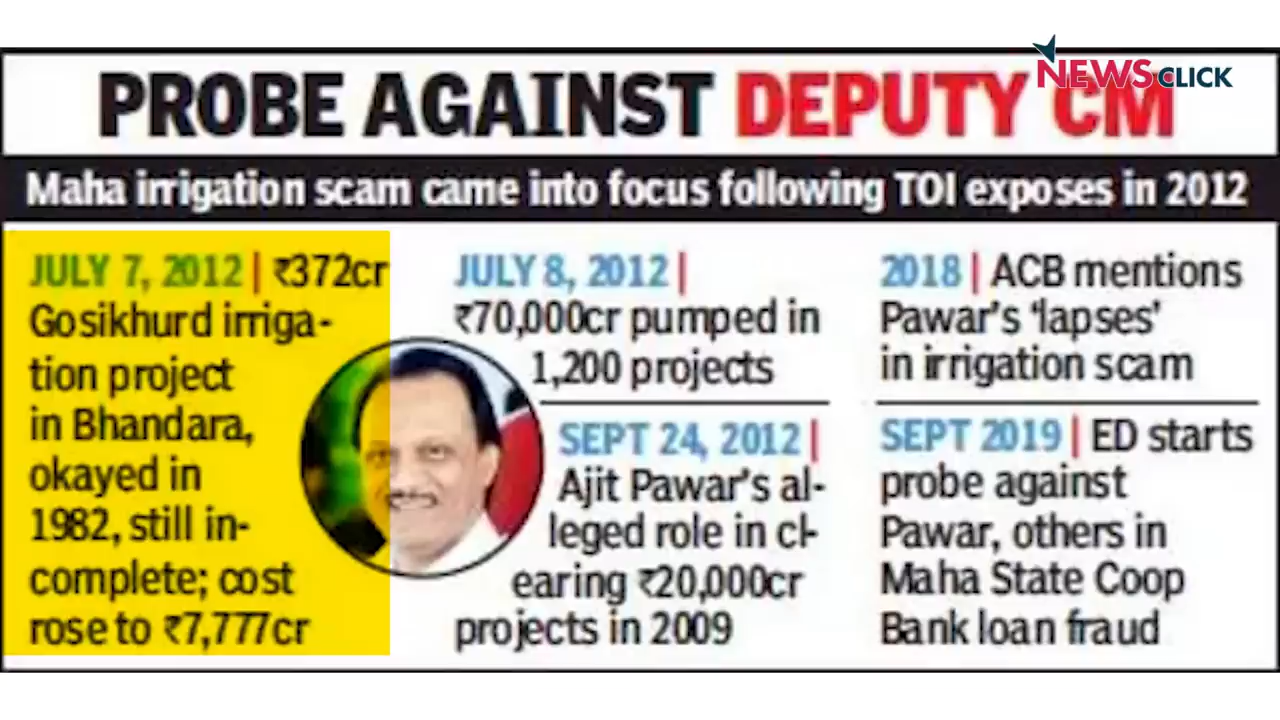 NEWSCLICK
PROBE AGAINST DEPUTY CM
Maha irrigation scam came into focus following TOI exposes in 2012
JULY 7, 2012 | ₹372cr
Gosikhurd irriga-
tion project
in Bhandara,
okayed in
1982, still in-
complete; cost
rose to ₹7,777cr
JULY 8, 2012 |
₹70,000cr pumped in
1,200 projects
SEPT 24, 2012 |
Ajit Pawar's al-
leged role in cl-
earing ₹20,000cr
projects in 2009
2018 | ACB mentions
Pawar's 'lapses'
in irrigation scam
SEPT 2019 | ED starts
probe against
Pawar, others in
Maha State Coop
Bank loan fraud